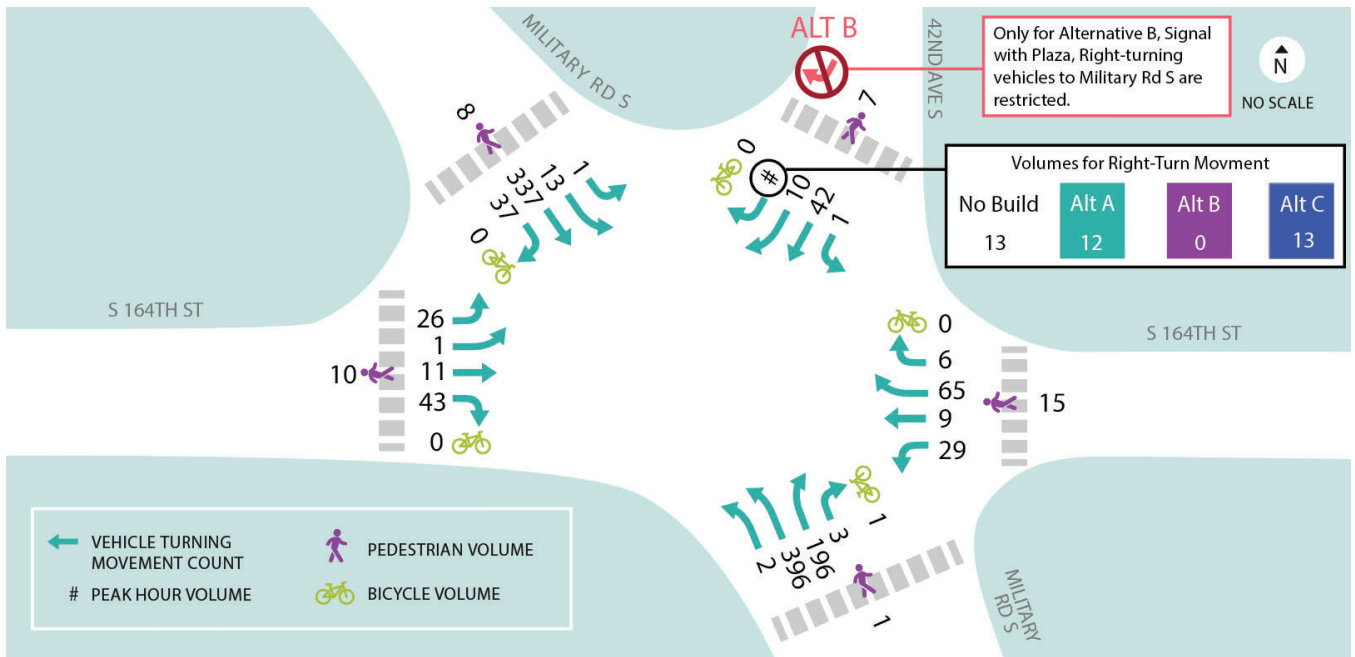 MILITARY RD S
ALT B
42ND AVE S
Only for Alternative B, Signal
with Plaza, Right-turning
vehicles to Military Rd S are
restricted.
N
NO SCALE
8
7
0
#
10
42
1
337
13
1
37
0
Volumes for Right-Turn Movment
No Build
13
Alt A
12
Alt B
0
Alt C
13
S 164TH ST
S 164TH ST
26
1
11
43
0
10
0
6
65
9
29
15
2
396
196
3
1
1
MILITARY
RD S
VEHICLE TURNING
MOVEMENT COUNT
# PEAK HOUR VOLUME
PEDESTRIAN VOLUME
BICYCLE VOLUME